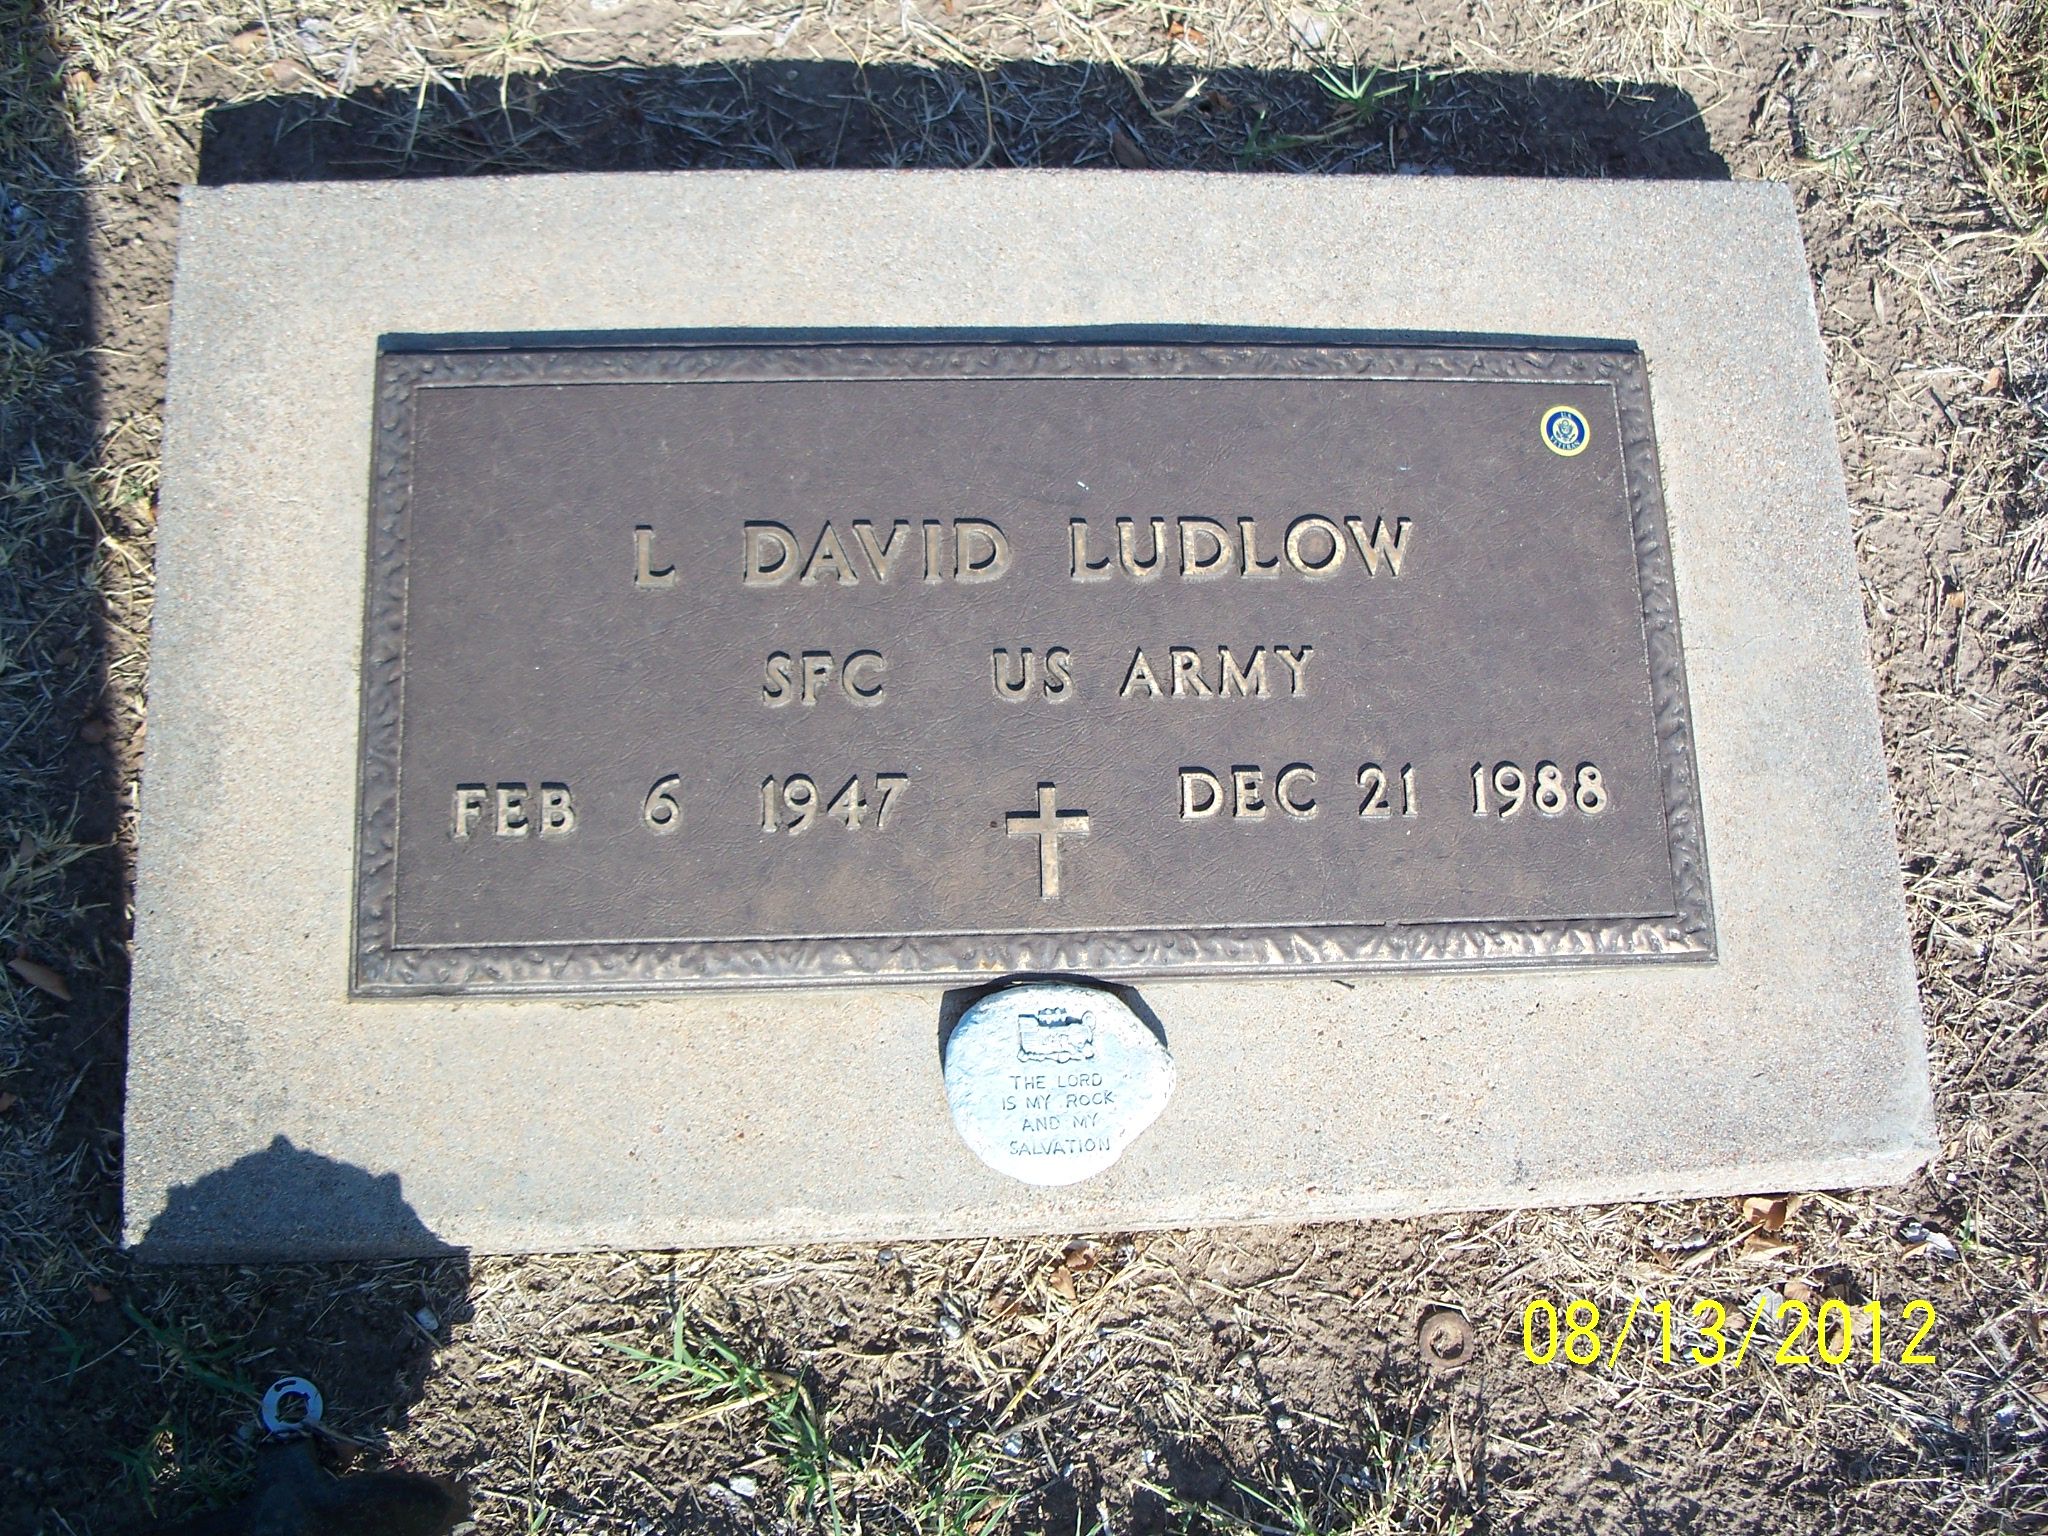 U.S.
VETERAN
L DAVID LUDLOW
SFC US ARMY
FEB 6 1947 DEC 21 1988
THE LORD
IS MY ROCK
AND MY
SALVATION
08/13/2012